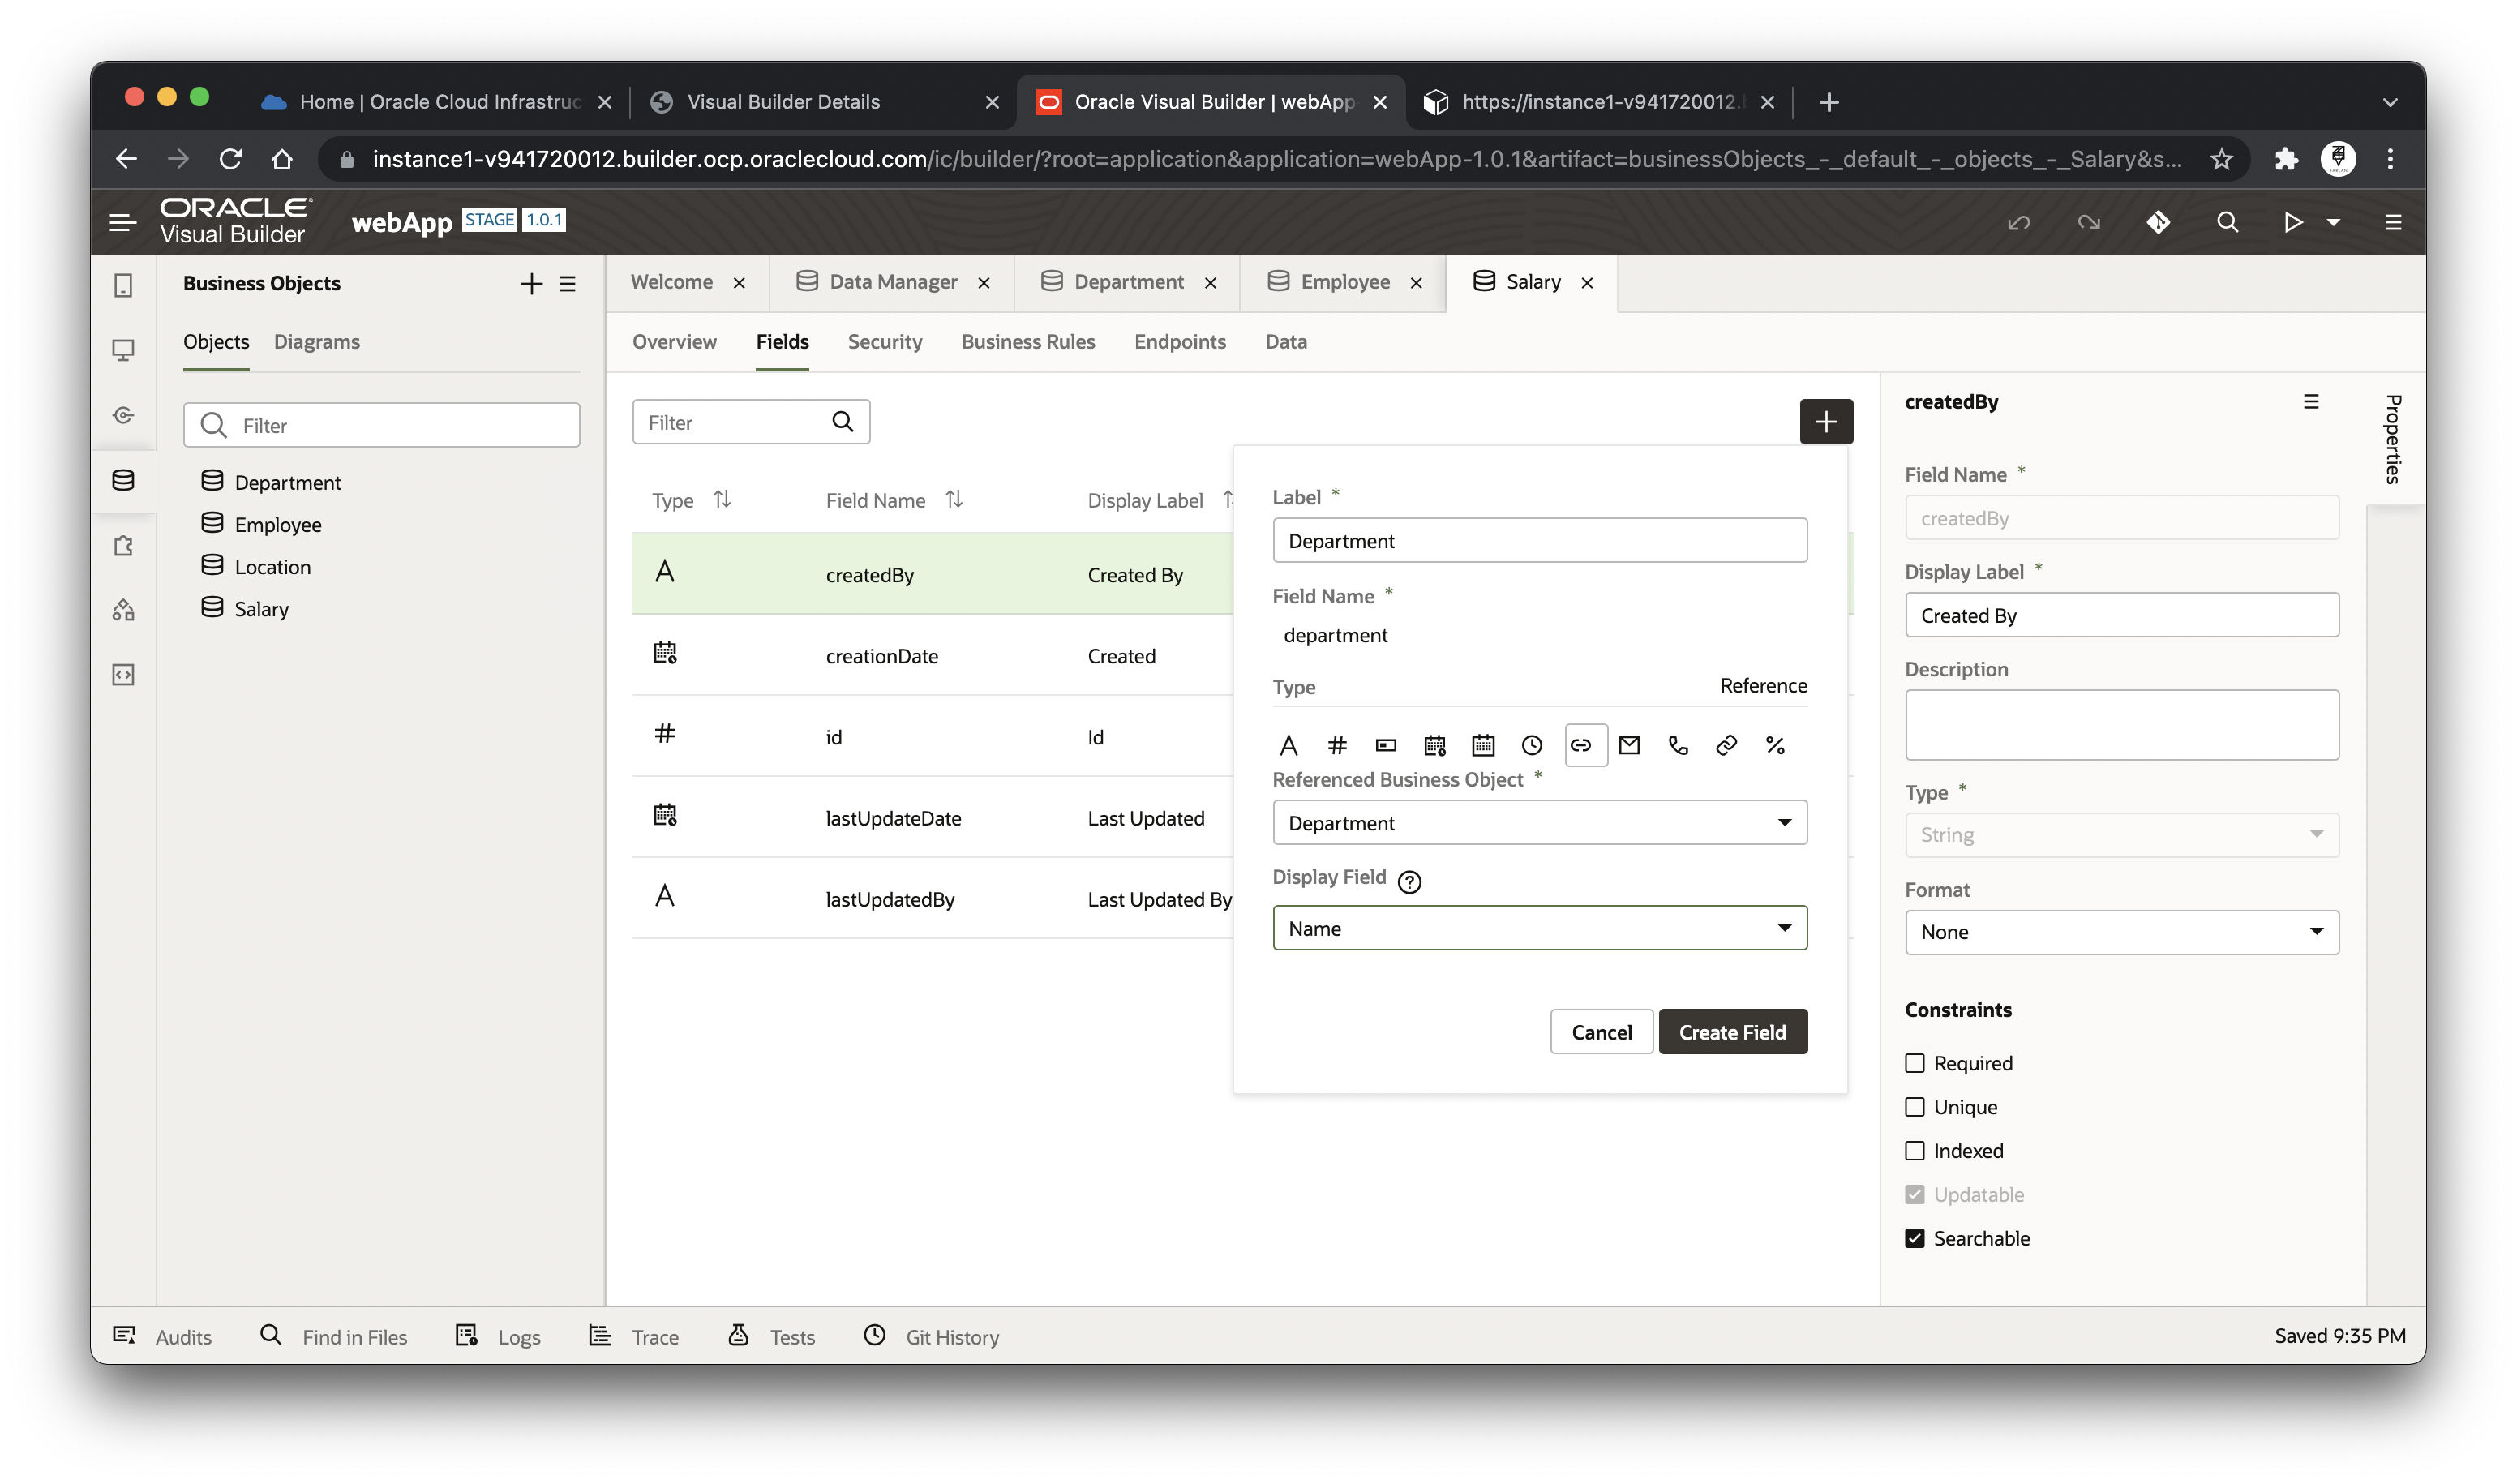 Home | Oracle Cloud Infrastruc
Visual Builder Details
Oracle Visual Builder | webApp-
https://instance1-v941720012.
instance1-v941720012.builder.ocp.oraclecloud.com/ic/builder/?root=application&application=webApp-1.0.1&artifact=businessObjects_-_default_-_objects_-_Salary&s...
ORACLE
Visual Builder
webApp STAGE 1.0.1
Business Objects
Objects Diagrams
Filter
Department
Employee
Location
Salary
Welcome
Data Manager
Department
Employee
Salary
Overview Fields Security Business Rules Endpoints Data
Filter
Type Field Name Display Label
createdBy Created By
creationDate Created
id Id
lastUpdateDate Last Updated
lastUpdatedBy Last Updated By
Label *
Department
Field Name *
department
Type Reference
Referenced Business Object *
Department
Display Field
Name
Cancel Create Field
createdBy
Field Name *
createdBy
Display Label *
Created By
Description
Type *
String
Format
None
Constraints
Required
Unique
Indexed
Updatable
Searchable
Properties
Audits Find in Files Logs Trace Tests Git History
Saved 9:35 PM